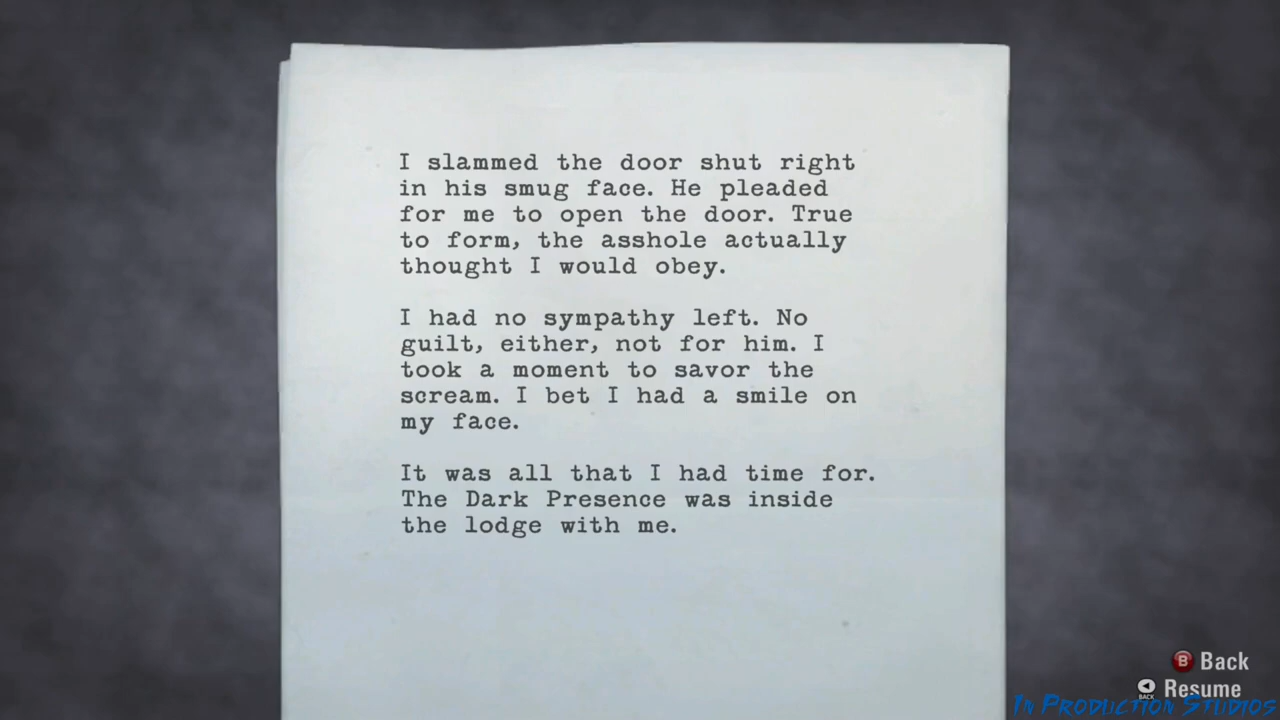 I slammed the door shut right
in his smug face. He pleaded
for me to open the door. True
to form, the asshole actually
thought I would obey.
I had no sympathy left. No
guilt, either, not for him. I
took a moment to savor the
scream. I bet I had a smile on
my face.
It was all that I had time for.
The Dark Presence was inside
the lodge with me.
B Back
BACK Resume
In Production Studios